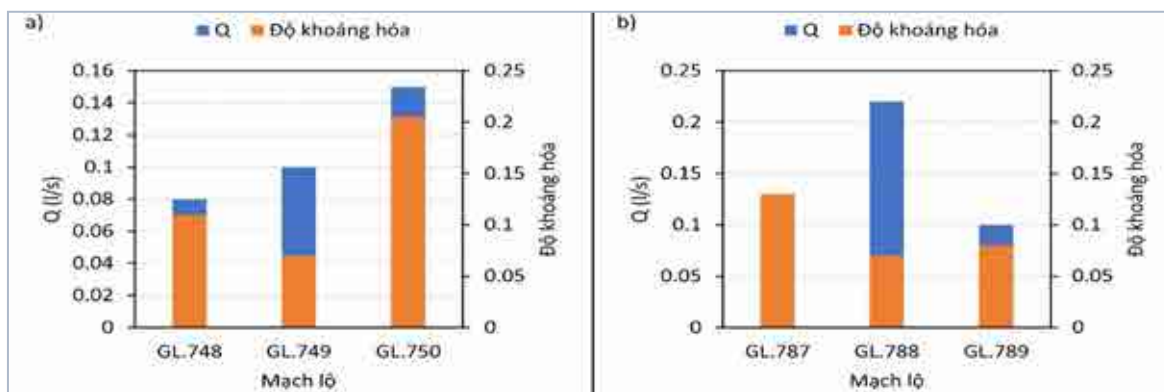 a)
Q Độ khoáng hóa
0.16
0.14
0.12
0.1
0.08
0.06
0.04
0.02
0
Q (l/s)
0.25
0.2
0.15
0.1
0.05
0
Độ khoáng hóa
GL.748 GL.749 GL.750
Mạch lộ
b)
Q Độ khoáng hóa
0.25
0.2
0.15
0.1
0.05
0
Q (l/s)
0.25
0.2
0.15
0.1
0.05
0
Độ khoáng hóa
GL.787 GL.788 GL.789
Mạch lộ